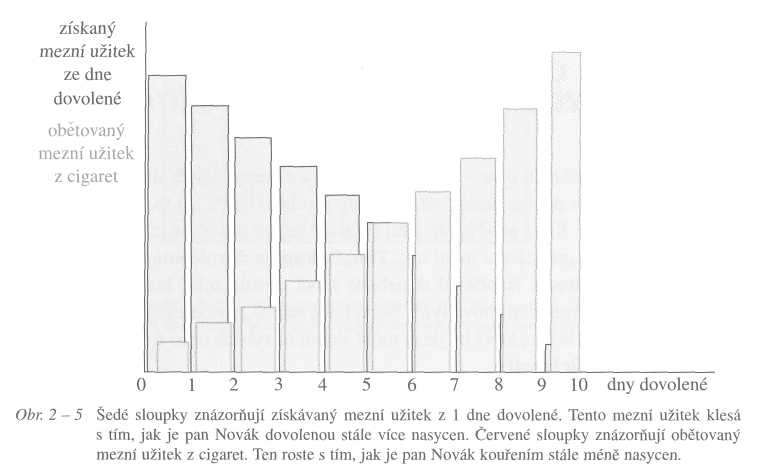 získaný
mezní užitek
ze dne
dovolené
obětovaný
mezní užitek
z cigaret
0 1 2 3 4 5 6 7 8 9 10 dny dovolené
Obr. 2 – 5 Šedé sloupky znázorňují získávaný mezní užitek z 1 dne dovolené. Tento mezní užitek klesá
s tím, jak je pan Novák dovolenou stále více nasycen. Červené sloupky znázorňují obětovaný
mezní užitek z cigaret. Ten roste s tím, jak je pan Novák kouřením stále méně nasycen.